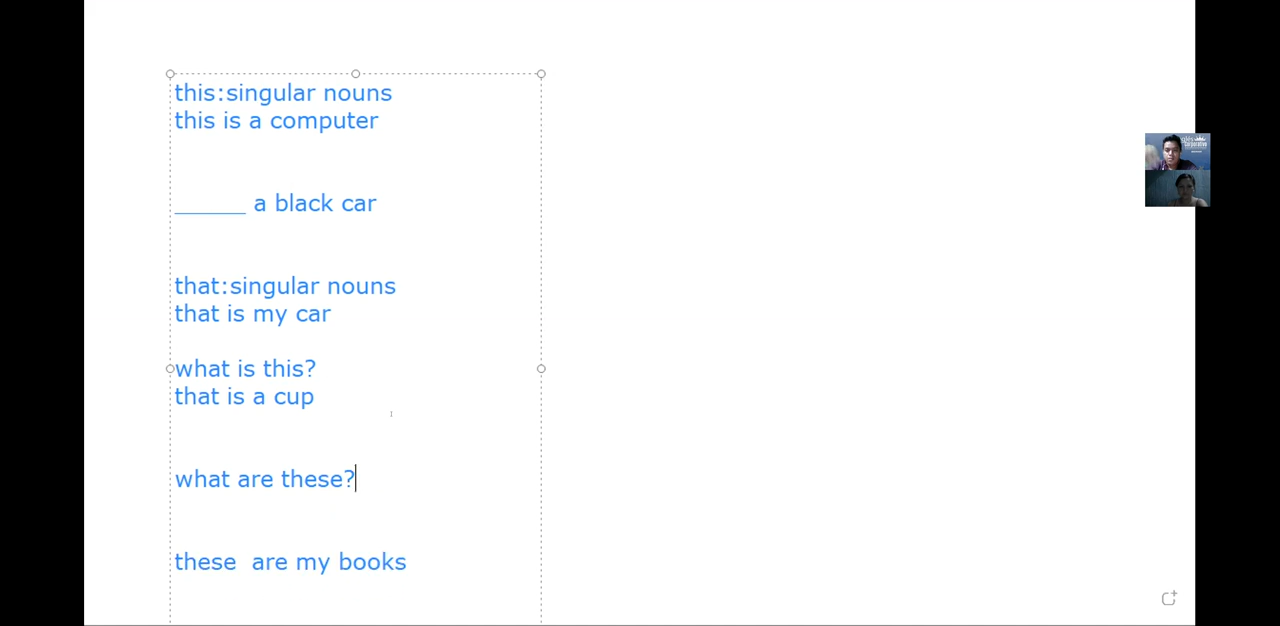 this:singular nouns
this is a computer
______ a black car
that:singular nouns
that is my car
what is this?
that is a cup
what are these?
these  are my books